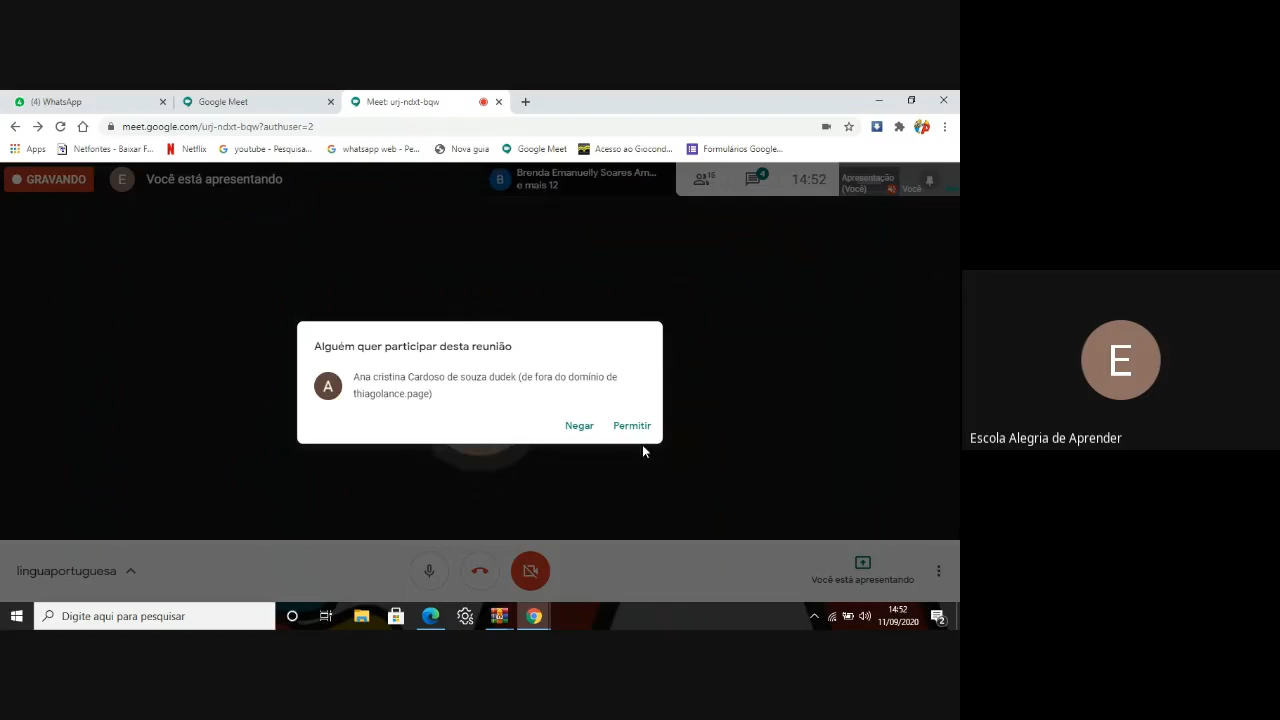 (4) WhatsApp
Google Meet
Meet: urj-ndxt-bqw
meet.google.com/urj-ndxt-bqw?authuser=2
Apps
Netfontes - Baixar F...
Netflix
youtube - Pesquisa...
whatsapp web - Pe...
Nova guia
Google Meet
Acesso ao Giocond...
Formulários Google...
GRAVANDO
E
Você está apresentando
B
Brenda Emanuelly Soares Am...
e mais 12
16
4
14:52
Apresentação
(Você)
Você
Alguém quer participar desta reunião
A
Ana cristina Cardoso de souza dudek (de fora do domínio de
thiagolance.page)
Negar
Permitir
E
Escola Alegria de Aprender
linguaportuguesa
Você está apresentando
Digite aqui para pesquisar
14:52
11/09/2020
2